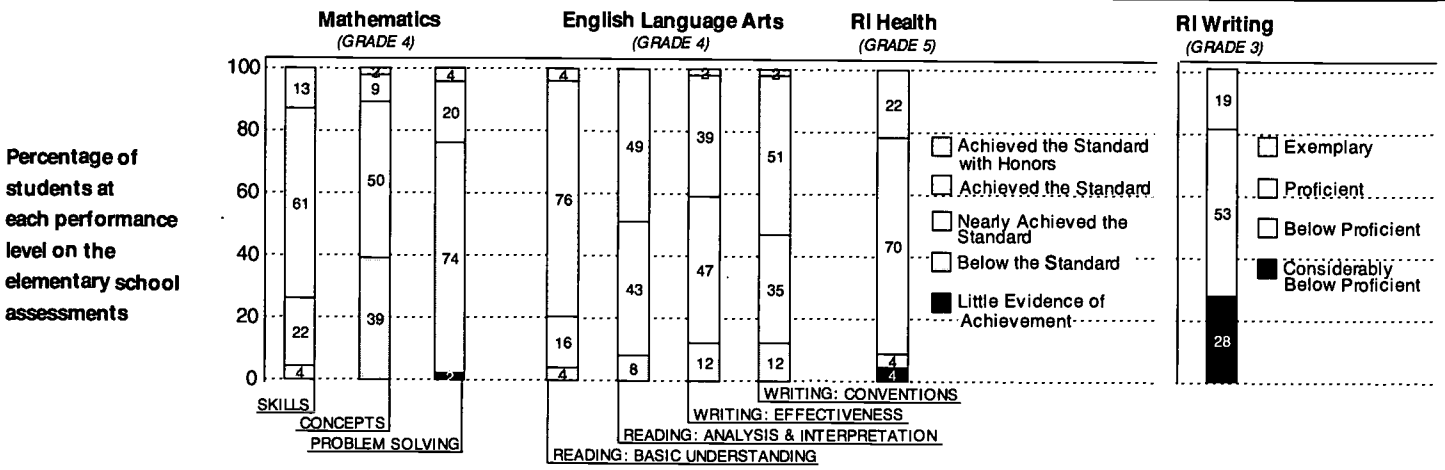 Mathematics
(GRADE 4)
English Language Arts
(GRADE 4)
RI Health
(GRADE 5)
RI Writing
(GRADE 3)
Percentage of
students at
each performance
level on the
elementary school
assessments
100
80
60
40
20
0
13
61
22
4
2
9
50
39
4
20
74
2
4
76
16
4
49
43
8
2
39
47
12
2
51
35
12
22
70
4
4
Achieved the Standard
with Honors
Achieved the Standard
Nearly Achieved the
Standard
Below the Standard
Little Evidence of
Achievement
19
53
28
Exemplary
Proficient
Below Proficient
Considerably
Below Proficient
SKILLS
CONCEPTS
PROBLEM SOLVING
WRITING: CONVENTIONS
WRITING: EFFECTIVENESS
READING: ANALYSIS & INTERPRETATION
READING: BASIC UNDERSTANDING